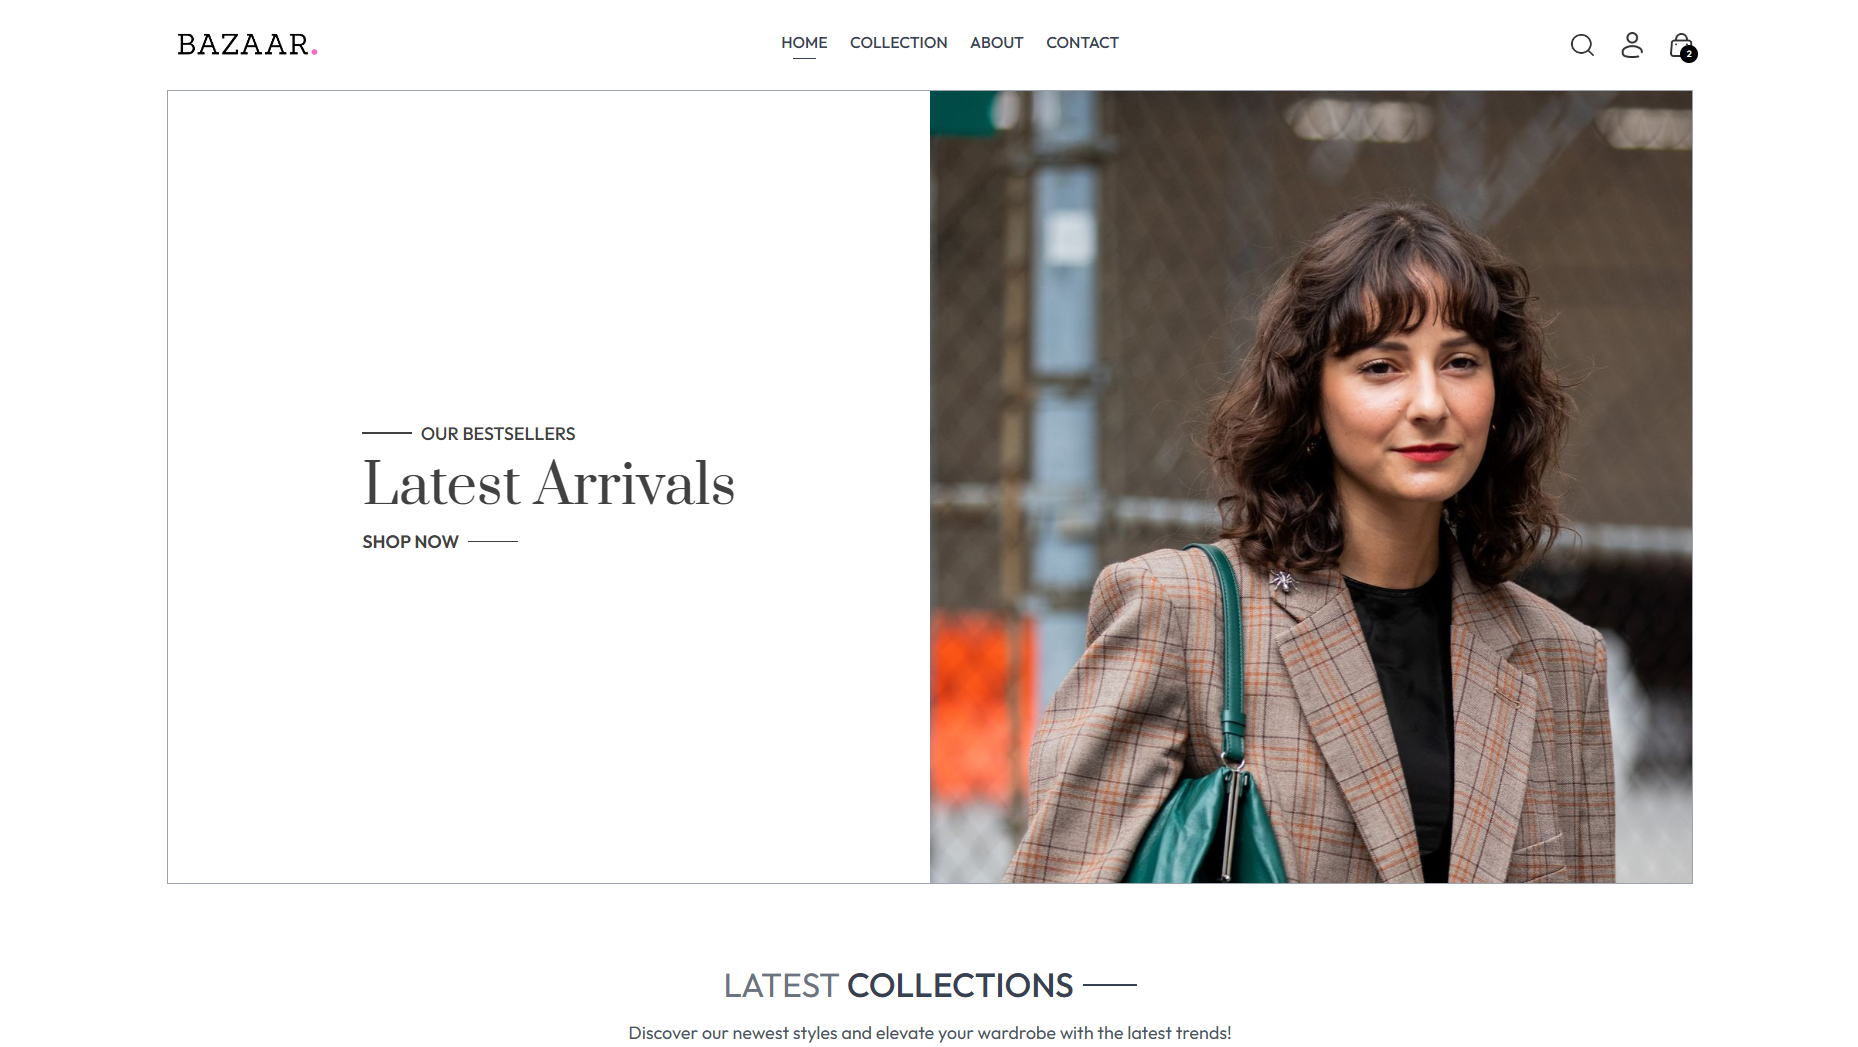 BAZAAR.
HOME COLLECTION ABOUT CONTACT
2
OUR BESTSELLERS
Latest Arrivals
SHOP NOW
LATEST COLLECTIONS
Discover our newest styles and elevate your wardrobe with the latest trends!